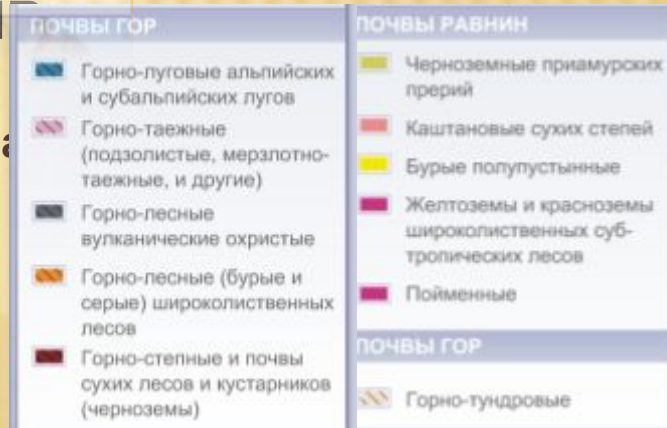 ПОЧВЫ ГОР
Горно-луговые альпийских
и субальпийских лугов
Горно-таежные
(подзолистые, мерзлотно-
таежные, и другие)
Горно-лесные
вулканические охристые
Горно-лесные (бурые и
серые) широколиственных
лесов
Горно-степные и почвы
сухих лесов и кустарников
(черноземы)
ПОЧВЫ РАВНИН
Черноземные приамурских
прерий
Каштановые сухих степей
Бурые полупустынные
Желтоземы и красноземы
широколиственных суб-
тропических лесов
Пойменные
ПОЧВЫ ГОР
Горно-тундровые